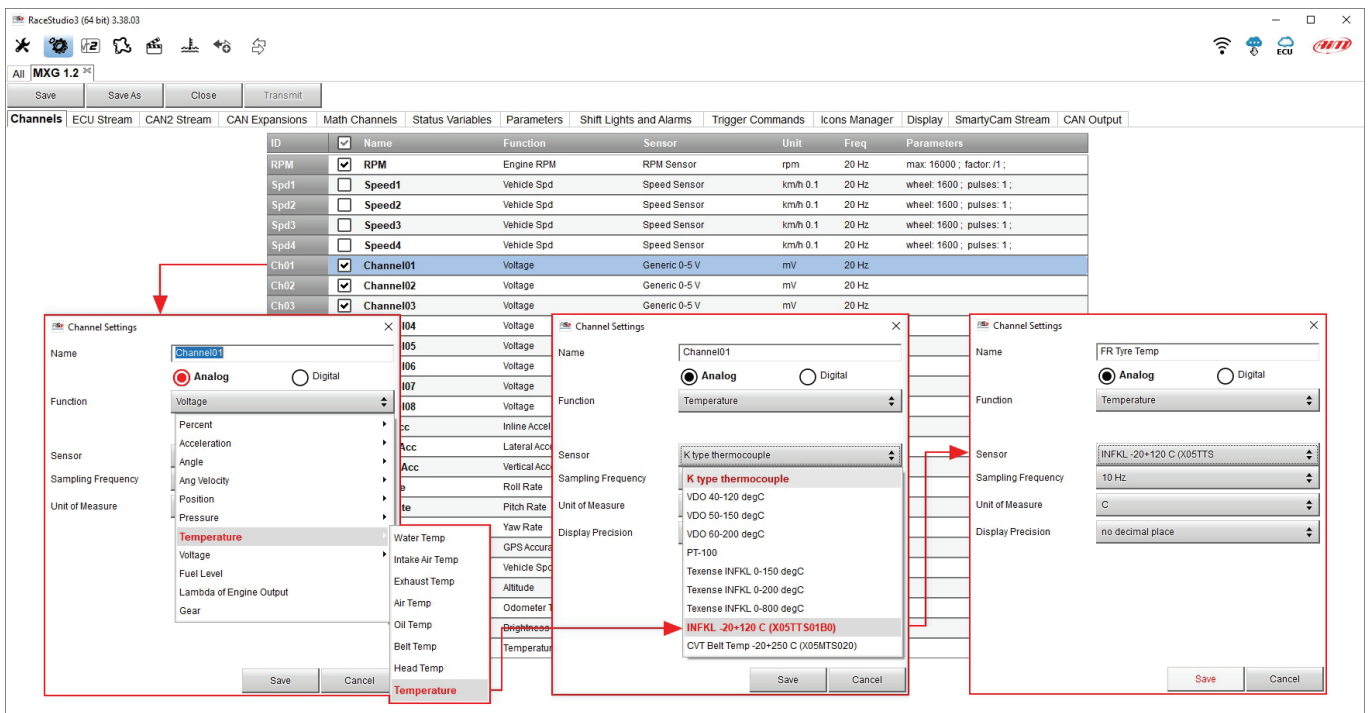 RaceStudio3 (64 bit) 3.38.03
ECU
AiM
All MXG 1.2
Save Save As Close Transmit
Channels ECU Stream CAN2 Stream CAN Expansions Math Channels Status Variables Parameters Shift Lights and Alarms Trigger Commands Icons Manager Display SmartyCam Stream CAN Output
ID Name Function Sensor Unit Freq Parameters
RPM RPM Engine RPM RPM Sensor rpm 20 Hz max: 16000 ; factor: /1 ;
Spd1 Speed1 Vehicle Spd Speed Sensor km/h 0.1 20 Hz wheel: 1600 ; pulses: 1 ;
Spd2 Speed2 Vehicle Spd Speed Sensor km/h 0.1 20 Hz wheel: 1600 ; pulses: 1 ;
Spd3 Speed3 Vehicle Spd Speed Sensor km/h 0.1 20 Hz wheel: 1600 ; pulses: 1 ;
Spd4 Speed4 Vehicle Spd Speed Sensor km/h 0.1 20 Hz wheel: 1600 ; pulses: 1 ;
Ch01 Channel01 Voltage Generic 0-5 V mV 20 Hz
Ch02 Channel02 Voltage Generic 0-5 V mV 20 Hz
Ch03 Channel03 Voltage Generic 0-5 V mV 20 Hz
Channel Settings
Name Channel01
Analog Digital
Function Voltage
Percent
Acceleration
Angle
Sensor
Ang Velocity
Sampling Frequency
Position
Unit of Measure
Pressure
Temperature
Voltage
Fuel Level
Lambda of Engine Output
Gear
Save Cancel
Water Temp
Intake Air Temp
Exhaust Temp
Air Temp
Oil Temp
Belt Temp
Head Temp
Temperature
l04 Voltage
l05 Voltage
l06 Voltage
l07 Voltage
l08 Voltage
cc Inline Accel
Acc Lateral Acc
Acc Vertical Acc
e Roll Rate
te Pitch Rate
Yaw Rate
GPS Accura
Vehicle Spd
Altitude
Odometer T
Brightness
Temperatur
Channel Settings
Name Channel01
Analog Digital
Function Temperature
Sensor K type thermocouple
Sampling Frequency
Unit of Measure
Display Precision
K type thermocouple
VDO 40-120 degC
VDO 50-150 degC
VDO 60-200 degC
PT-100
Texense INFKL 0-150 degC
Texense INFKL 0-200 degC
Texense INFKL 0-800 degC
INFKL -20+120 C (X05TTS01B0)
CVT Belt Temp -20+250 C (X05MTS020)
Save Cancel
Channel Settings
Name FR Tyre Temp
Analog Digital
Function Temperature
Sensor INFKL -20+120 C (X05TTS
Sampling Frequency 10 Hz
Unit of Measure C
Display Precision no decimal place
Save Cancel